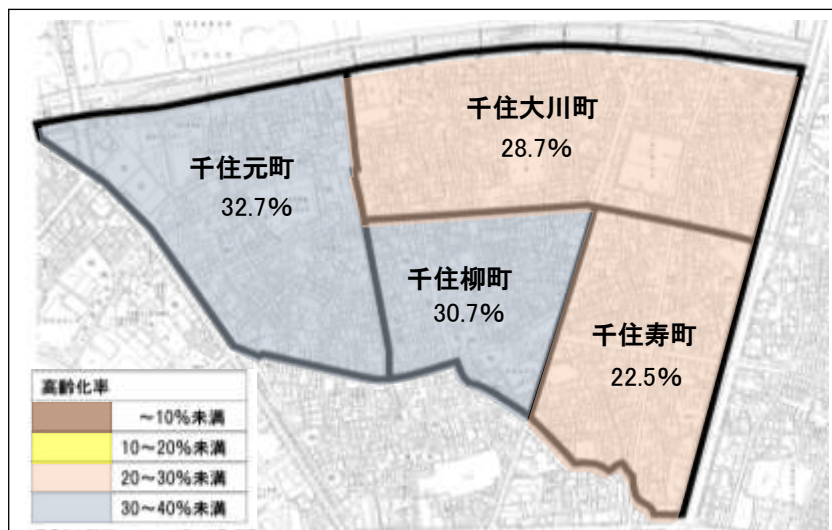 千住大川町
28.7%
千住元町
32.7%
千住柳町
30.7%
千住寿町
22.5%
高齢化率
～10%未満
10～20%未満
20～30%未満
30～40%未満